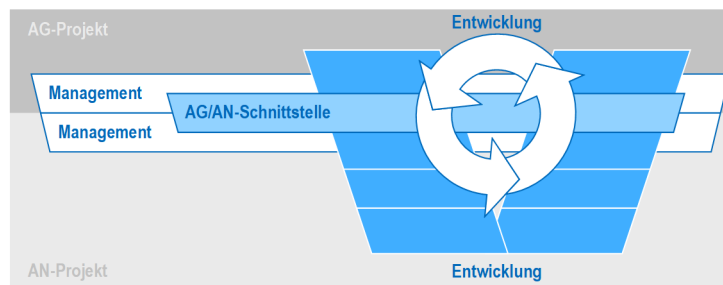 AG-Projekt
Entwicklung
Management
AG/AN-Schnittstelle
Management
AN-Projekt
Entwicklung